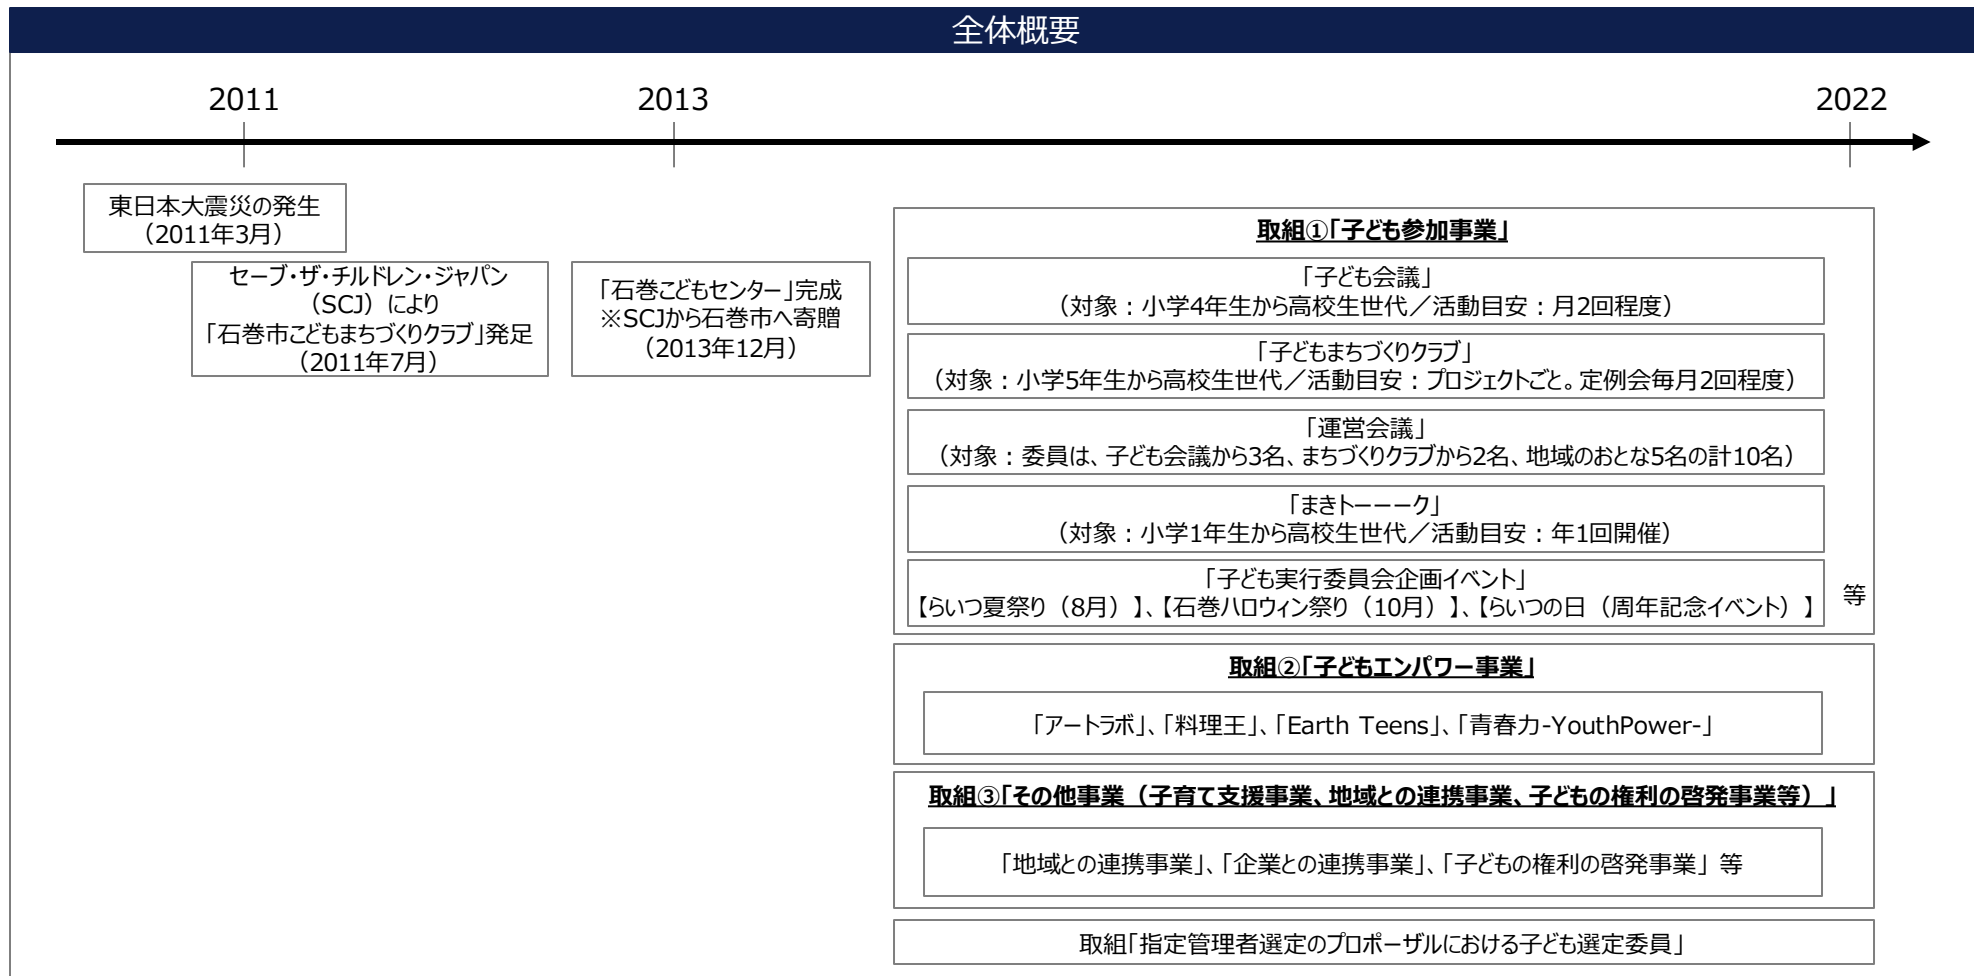 全体概要
2011
2013
2022
東日本大震災の発生
（2011年3月）
セーブ・ザ・チルドレン・ジャパン
（SCJ）により
「石巻市こどもまちづくりクラブ」発足
（2011年7月）
「石巻こどもセンター」完成
※SCJから石巻市へ寄贈
（2013年12月）
取組①「子ども参加事業」
「子ども会議」
（対象：小学4年生から高校生世代／活動目安：月2回程度）
「子どもまちづくりクラブ」
（対象：小学5年生から高校生世代／活動目安：プロジェクトごと。定例会毎月2回程度）
「運営会議」
（対象：委員は、子ども会議から3名、まちづくりクラブから2名、地域のおとな5名の計10名）
「まきトーーーク」
（対象：小学1年生から高校生世代／活動目安：年1回開催）
「子ども実行委員会企画イベント」
【らいつ夏祭り（8月）】、【石巻ハロウィン祭り（10月）】、【らいつの日（周年記念イベント）】
等
取組②「子どもエンパワー事業」
「アートラボ」、「料理王」、「Earth Teens」、「青春力-YouthPower-」
取組③「その他事業（子育て支援事業、地域との連携事業、子どもの権利の啓発事業等）」
「地域との連携事業」、「企業との連携事業」、「子どもの権利の啓発事業」等
取組「指定管理者選定のプロポーザルにおける子ども選定委員」